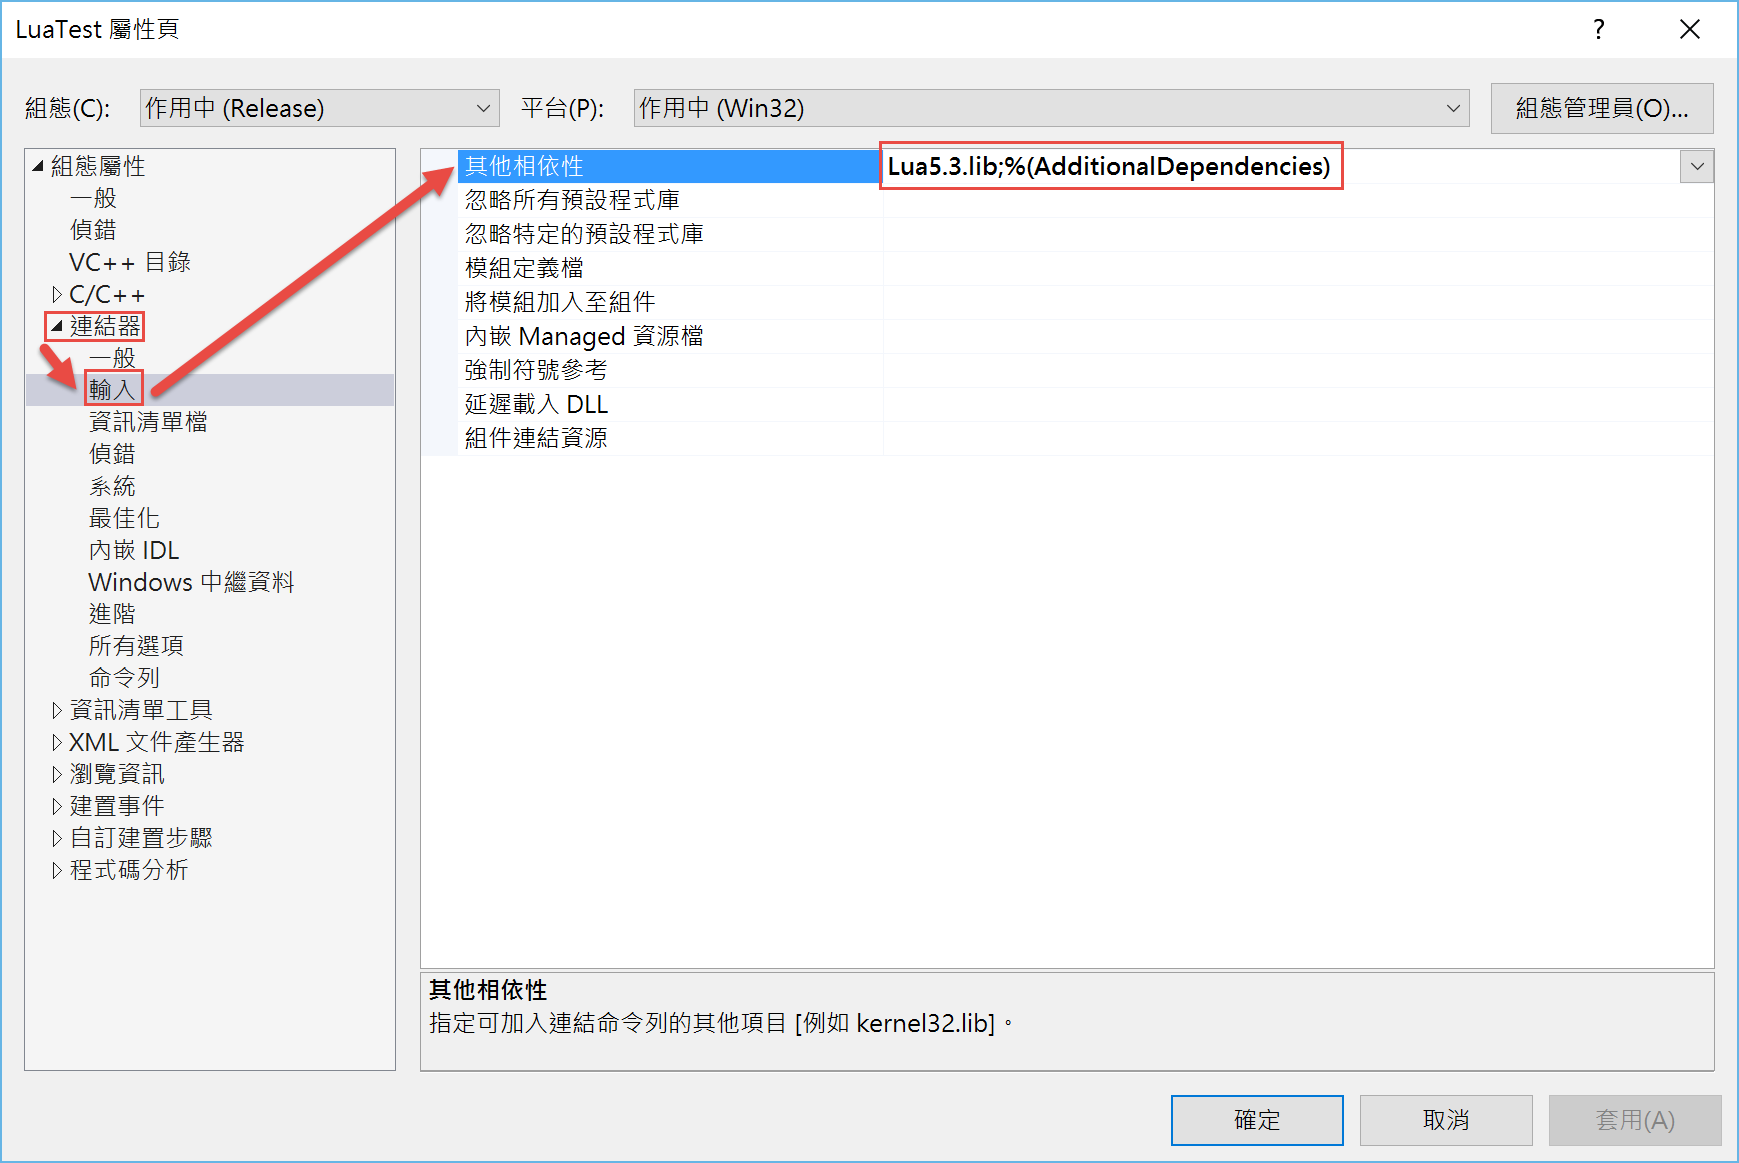 LuaTest 屬性頁
?
組態(C):
作用中 (Release)
平台(P):
作用中 (Win32)
組態管理員(O)...
組態屬性
一般
偵錯
VC++ 目錄
C/C++
連結器
一般
輸入
資訊清單檔
偵錯
系統
最佳化
內嵌 IDL
Windows 中繼資料
進階
所有選項
命令列
資訊清單工具
XML 文件產生器
瀏覽資訊
建置事件
自訂建置步驟
程式碼分析
其他相依性 Lua5.3.lib;%(AdditionalDependencies)
忽略所有預設程式庫
忽略特定的預設程式庫
模組定義檔
將模組加入至組件
內嵌 Managed 資源檔
強制符號參考
延遲載入 DLL
組件連結資源
其他相依性
指定可加入連結命令列的其他項目 [例如 kernel32.lib]。
確定
取消
套用(A)